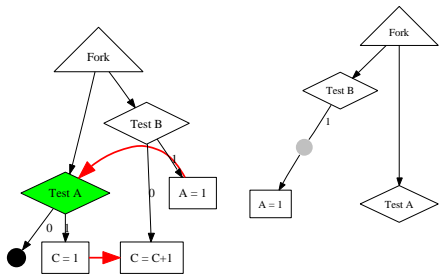 Fork
Test B
Test A
1
0
A = 1
0
1
C = 1
C = C+1
Fork
Test B
1
A = 1
Test A